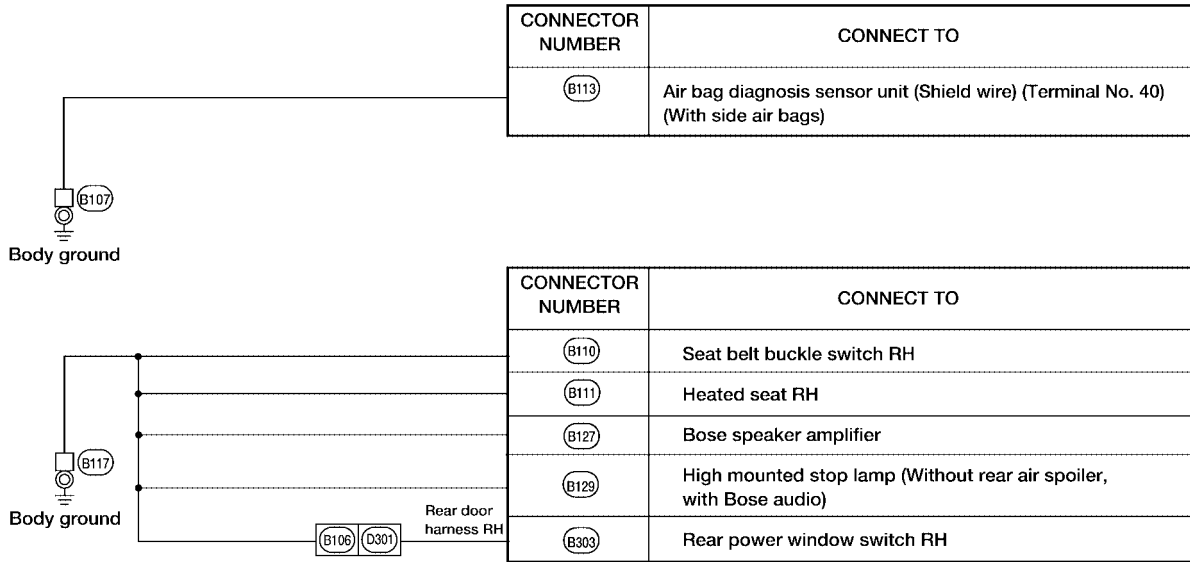 CONNECTOR NUMBER
CONNECT TO
B113
Air bag diagnosis sensor unit (Shield wire) (Terminal No. 40)
(With side air bags)
B107
Body ground
CONNECTOR NUMBER
CONNECT TO
B110
Seat belt buckle switch RH
B111
Heated seat RH
B127
Bose speaker amplifier
B117
Body ground
B129
High mounted stop lamp (Without rear air spoiler,
with Bose audio)
Rear door
harness RH
B106 D301
B303
Rear power window switch RH